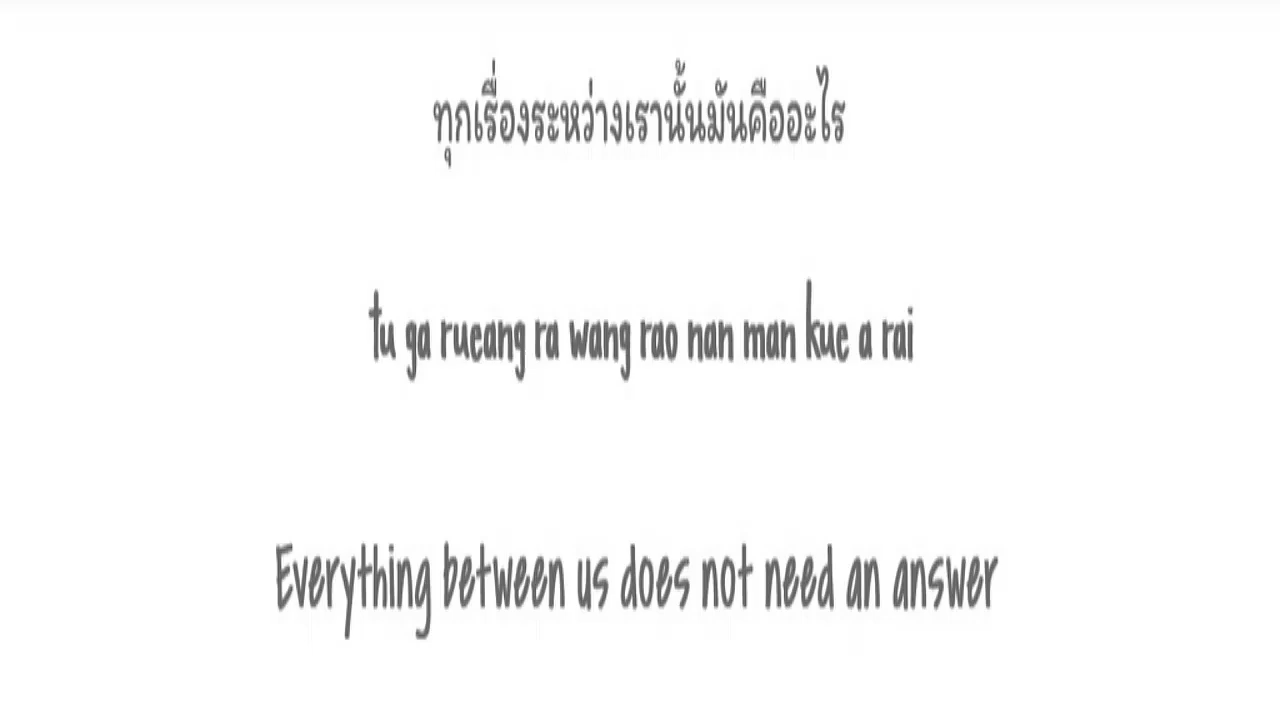 ทุกเรื่องระหว่างเรานั้นมันคืออะไร
tu ga rueang ra wang rao nan man kue a rai
Everything between us does not need an answer